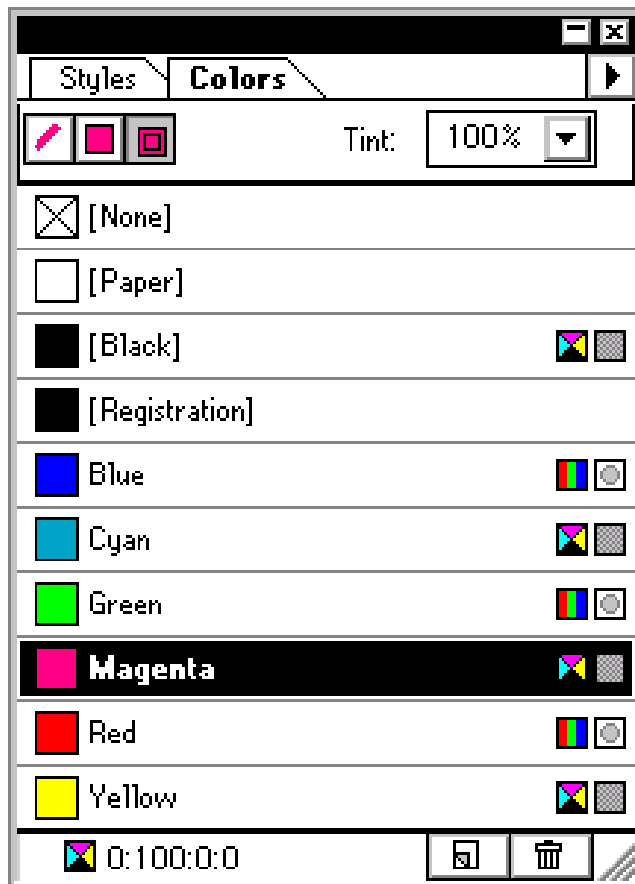 Styles Colors
Tint: 100%
[None]
[Paper]
[Black]
[Registration]
Blue
Cyan
Green
Magenta
Red
Yellow
0:100:0:0